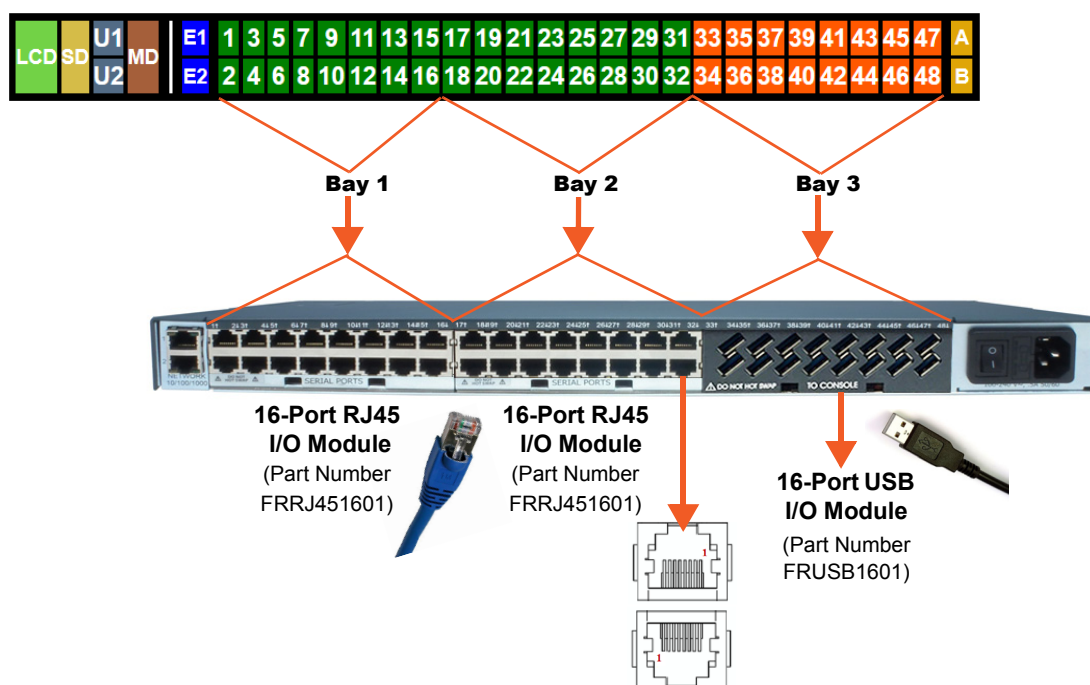 LCD SD U1 MD E1 1 3 5 7 9 11 13 15 17 19 21 23 25 27 29 31 33 35 37 39 41 43 45 47 A
U2 E2 2 4 6 8 10 12 14 16 18 20 22 24 26 28 30 32 34 36 38 40 42 44 46 48 B
Bay 1
Bay 2
Bay 3
NETWORK
10/100/1000
SERIAL PORTS
SERIAL PORTS
DO NOT HOT SWAP
TO CONSOLE
16-Port RJ45
I/O Module
(Part Number
FRRJ451601)
16-Port RJ45
I/O Module
(Part Number
FRRJ451601)
16-Port USB
I/O Module
(Part Number
FRUSB1601)
1
1